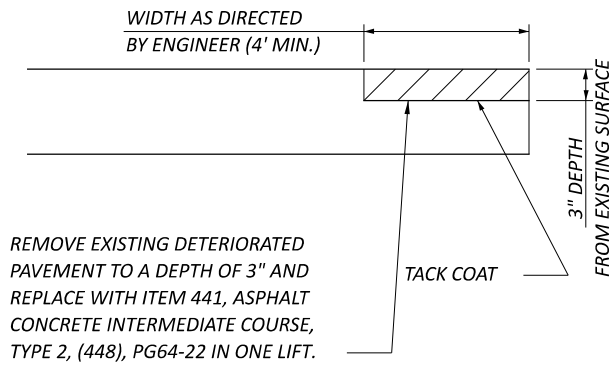 WIDTH AS DIRECTED
BY ENGINEER (4' MIN.)
3" DEPTH
FROM EXISTING SURFACE
REMOVE EXISTING DETERIORATED
PAVEMENT TO A DEPTH OF 3" AND
REPLACE WITH ITEM 441, ASPHALT
CONCRETE INTERMEDIATE COURSE,
TYPE 2, (448), PG64-22 IN ONE LIFT.
TACK COAT